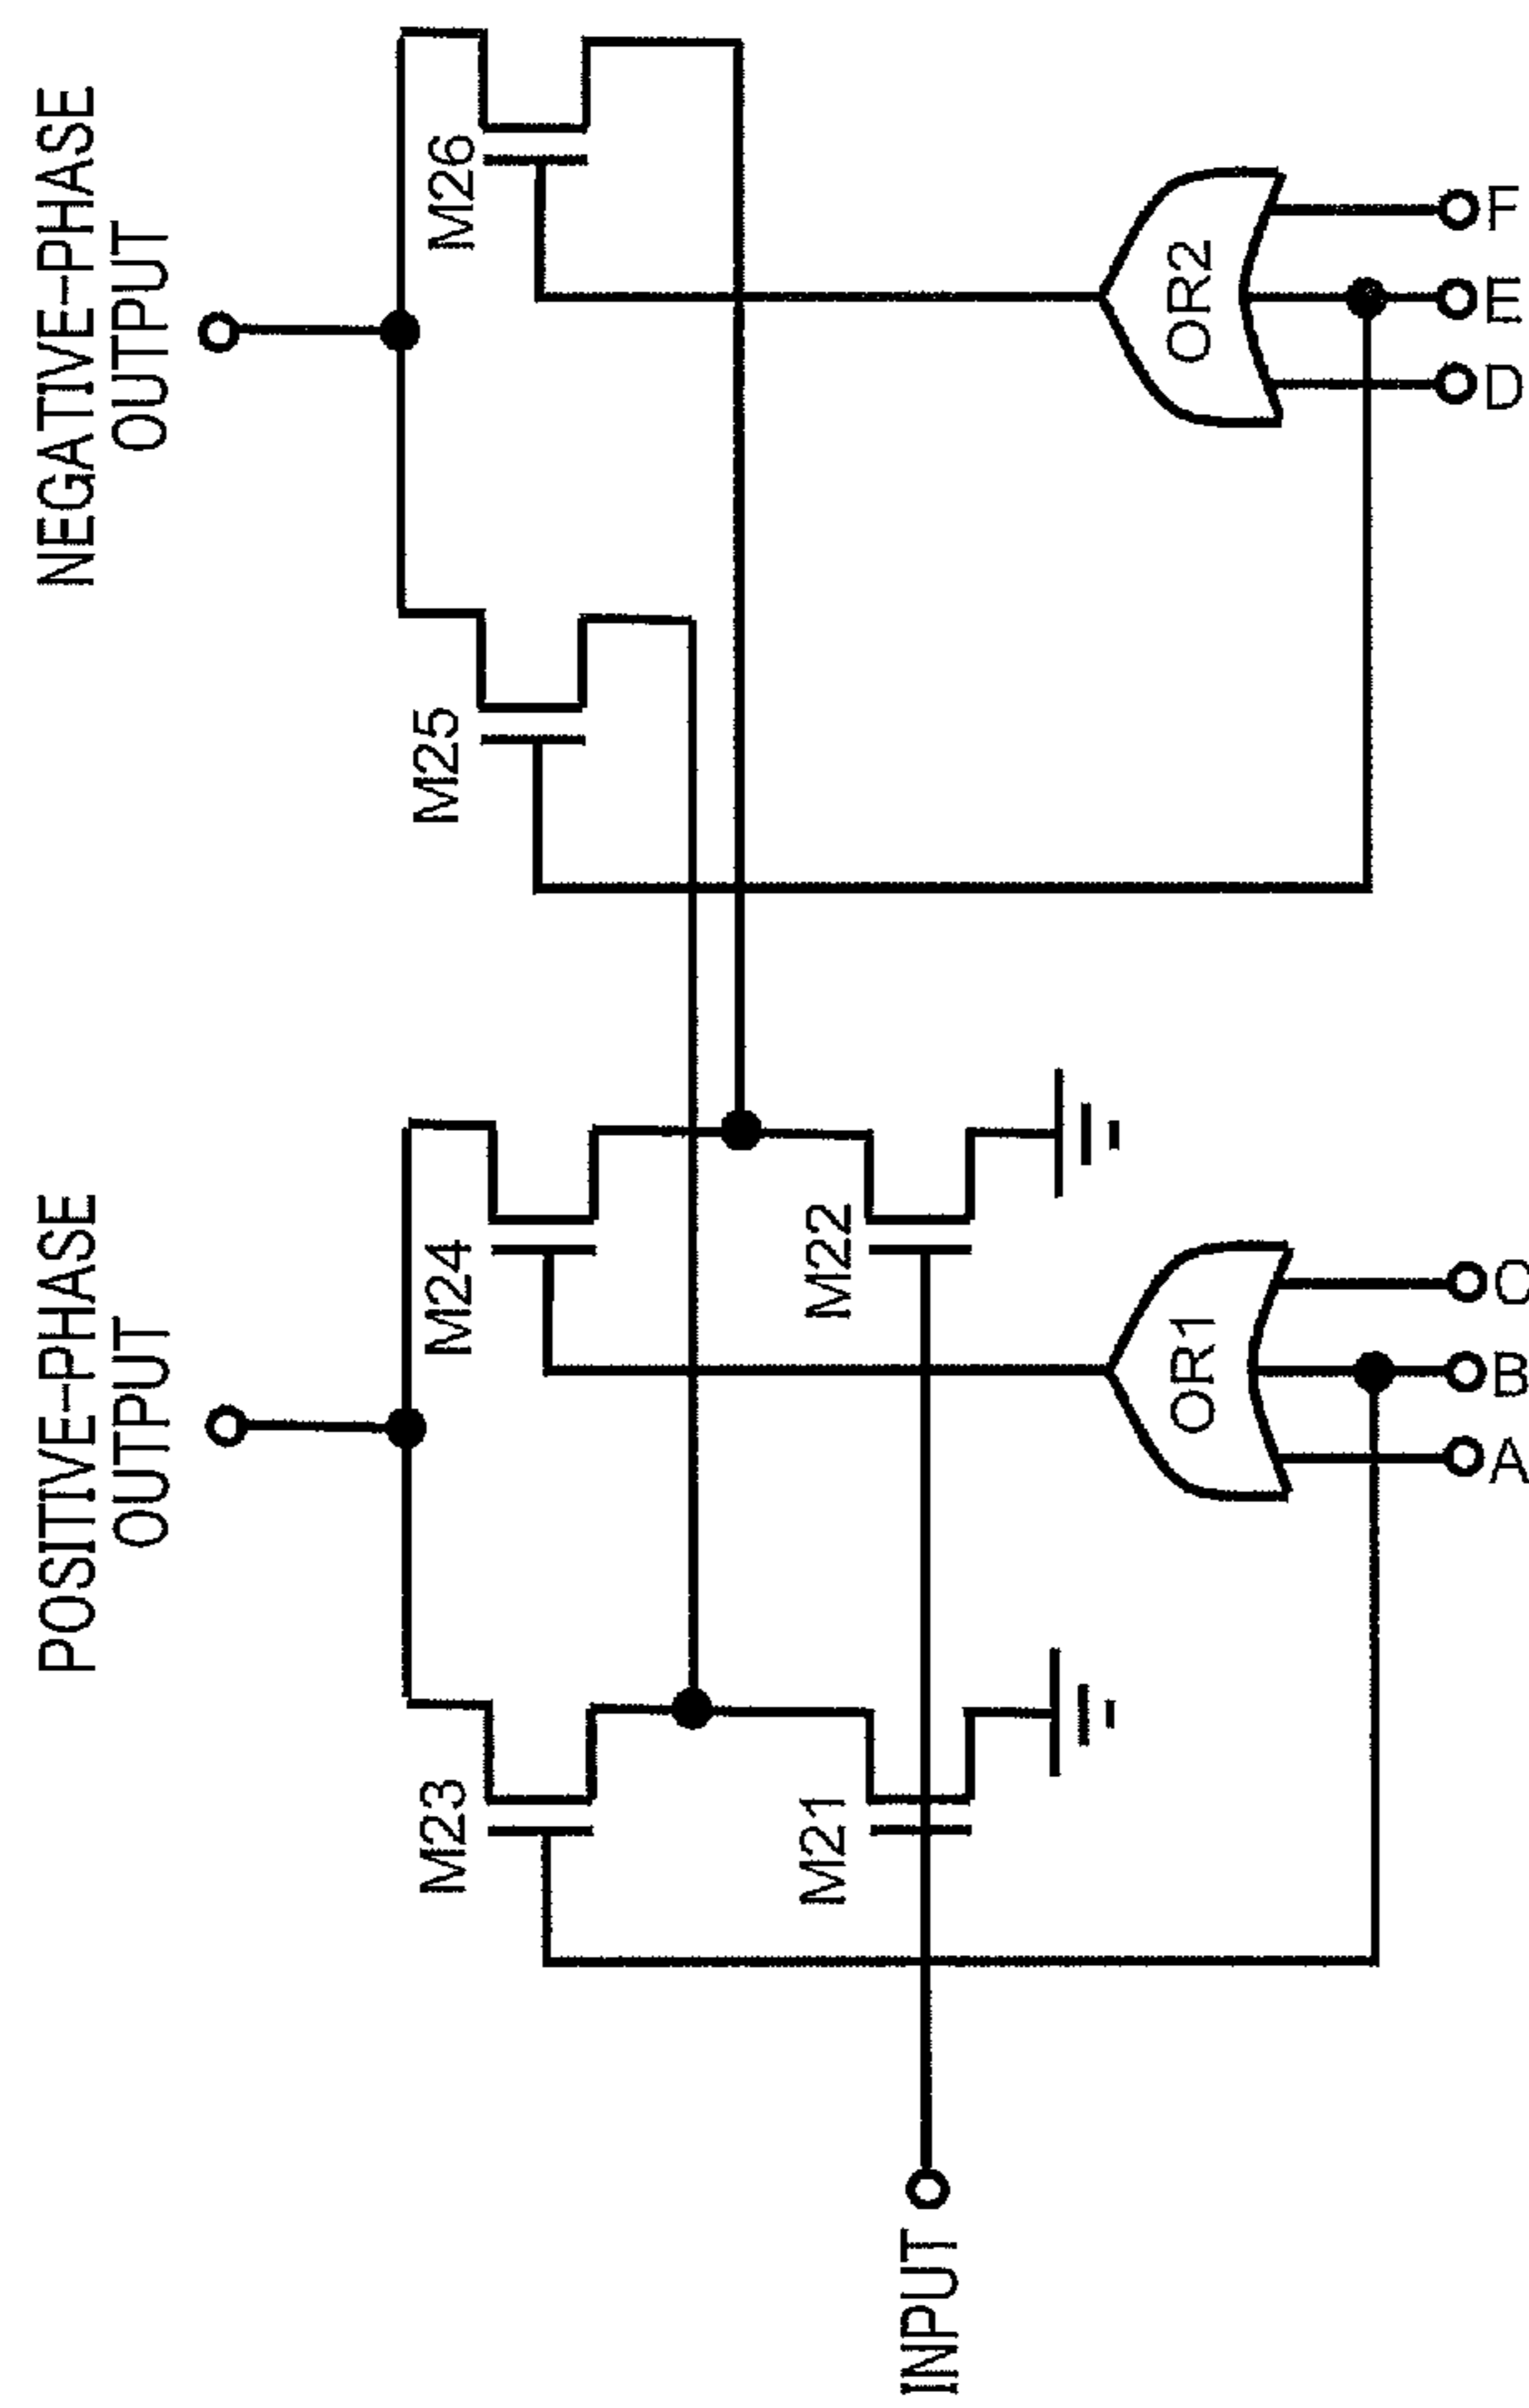 POSITIVE-PHASE
OUTPUT
NEGATIVE-PHASE
OUTPUT
M23
M24
M25
M26
M21
M22
INPUT
OR1
OR2
A
B
C
D
E
F